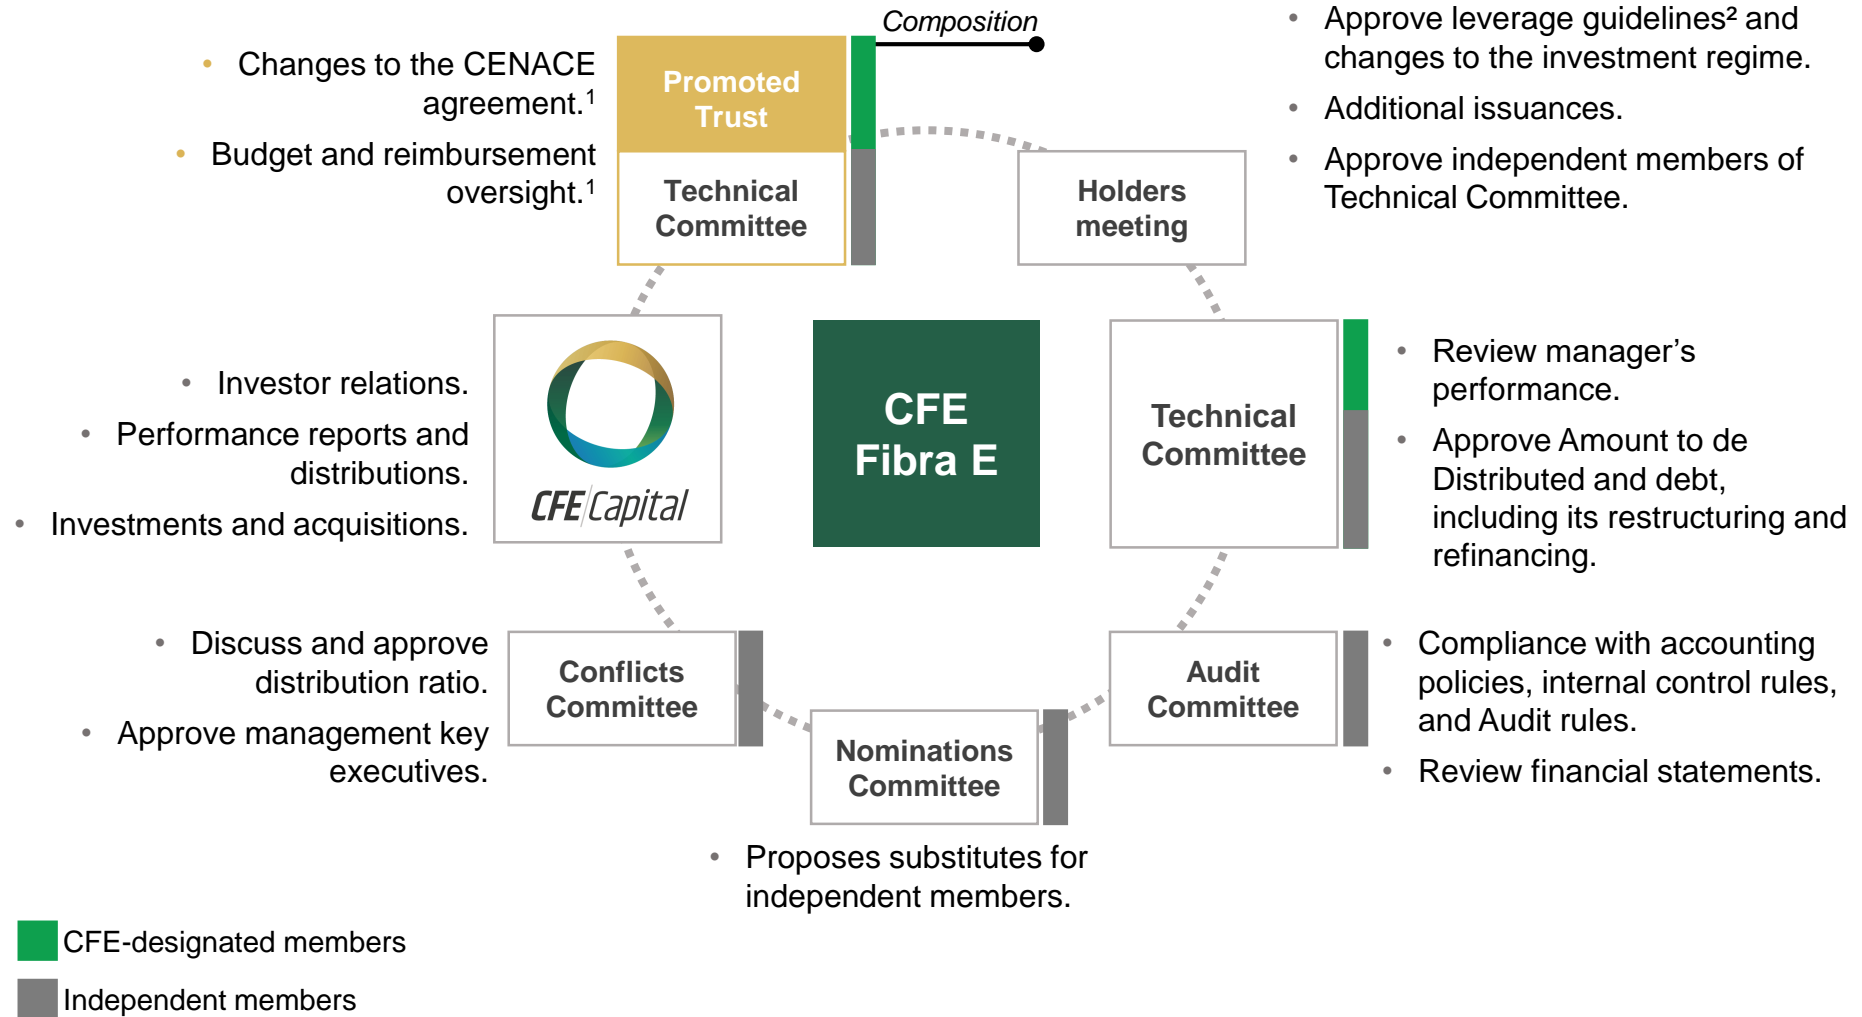 Composition
• Changes to the CENACE
agreement.¹
• Budget and reimbursement
oversight.¹
Promoted
Trust
Technical
Committee
Holders
meeting
• Approve leverage guidelines² and
changes to the investment regime.
• Additional issuances.
• Approve independent members of
Technical Committee.
• Investor relations.
• Performance reports and
distributions.
• Investments and acquisitions.
CFE/Capital
CFE
Fibra E
Technical
Committee
• Review manager’s
performance.
• Approve Amount to de
Distributed and debt,
including its restructuring and
refinancing.
• Discuss and approve
distribution ratio.
• Approve management key
executives.
Conflicts
Committee
Nominations
Committee
• Proposes substitutes for
independent members.
Audit
Committee
• Compliance with accounting
policies, internal control rules,
and Audit rules.
• Review financial statements.
CFE-designated members
Independent members